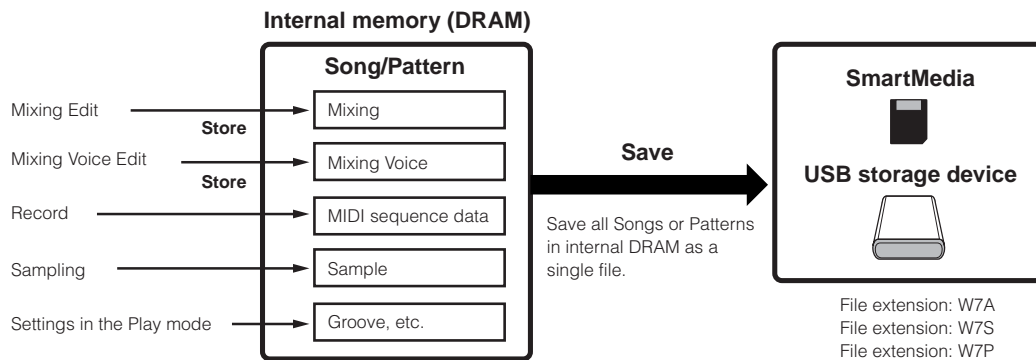 Internal memory (DRAM)
Song/Pattern
Mixing Edit
Store
Mixing
Mixing Voice Edit
Store
Mixing Voice
Record
MIDI sequence data
Sampling
Sample
Settings in the Play mode
Groove, etc.
Save
Save all Songs or Patterns
in internal DRAM as a
single file.
SmartMedia
USB storage device
File extension: W7A
File extension: W7S
File extension: W7P